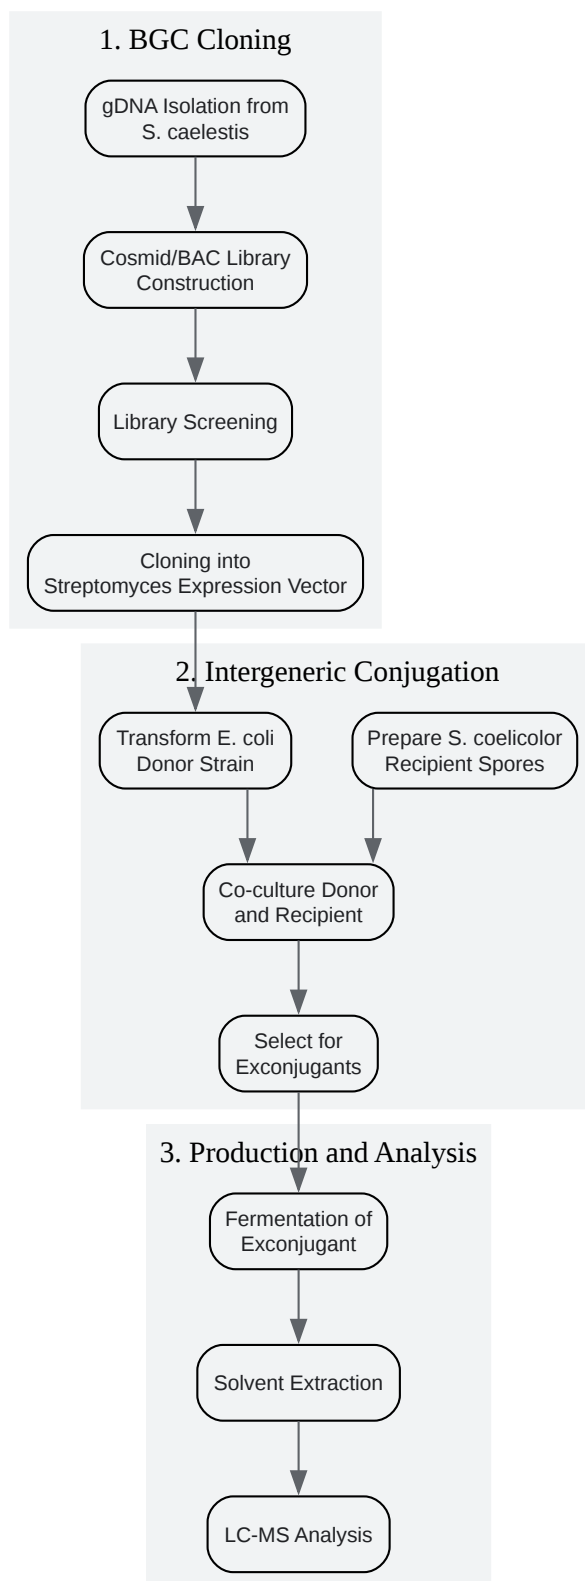 1. BGC Cloning
gDNA Isolation from
S. caelestis
Cosmid/BAC Library
Construction
Library Screening
Cloning into
Streptomyces Expression Vector
2. Intergeneric Conjugation
Transform E. coli
Donor Strain
Prepare S. coelicolor
Recipient Spores
Co-culture Donor
and Recipient
Select for
Exconjugants
3. Production and Analysis
Fermentation of
Exconjugant
Solvent Extraction
LC-MS Analysis